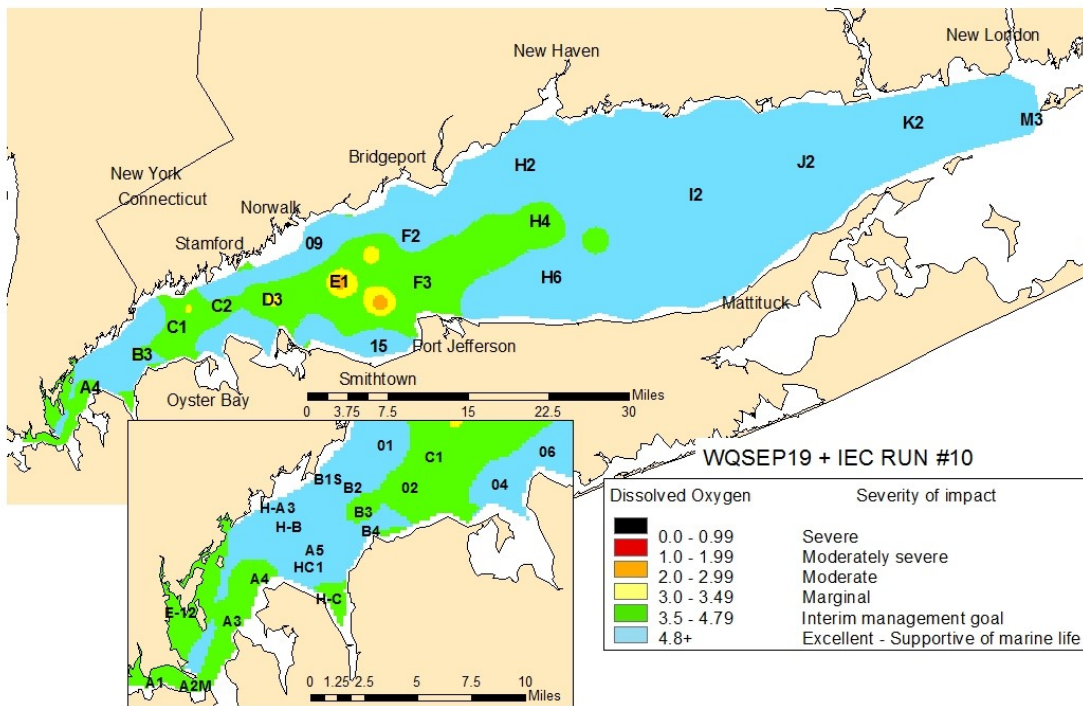 New London
New Haven
K2
M3
Bridgeport
H2
J2
New York
Connecticut
I2
Norwalk
H4
09
F2
Stamford
H6
E1
F3
D3
C2
Mattituck
C1
15
Port Jefferson
B3
Smithtown
A4
Oyster Bay
0 3.75 7.5 15 22.5 30
Miles
01
C1
06
B1S
B2
02
04
H-A3
B3
H-B
B4
A5
HC1
A4
H-C
E-12
A3
A1
A2M
0 1.25 2.5 5 7.5 10
Miles
WQSEP19 + IEC RUN #10
Dissolved Oxygen Severity of impact
0.0 - 0.99 Severe
1.0 - 1.99 Moderately severe
2.0 - 2.99 Moderate
3.0 - 3.49 Marginal
3.5 - 4.79 Interim management goal
4.8+ Excellent - Supportive of marine life